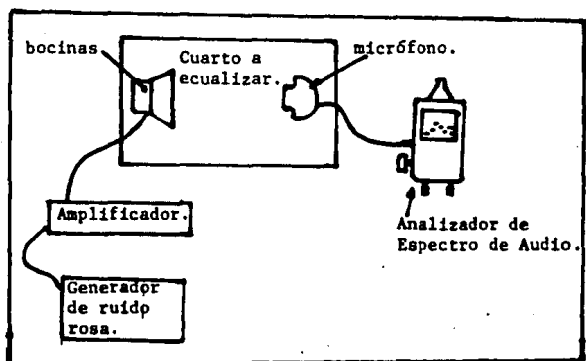 bocinas
Cuarto a
ecualizar.
micrófono.
Amplificador.
Analizador de
Espectro de Audio.
Generador
de ruido
rosa.